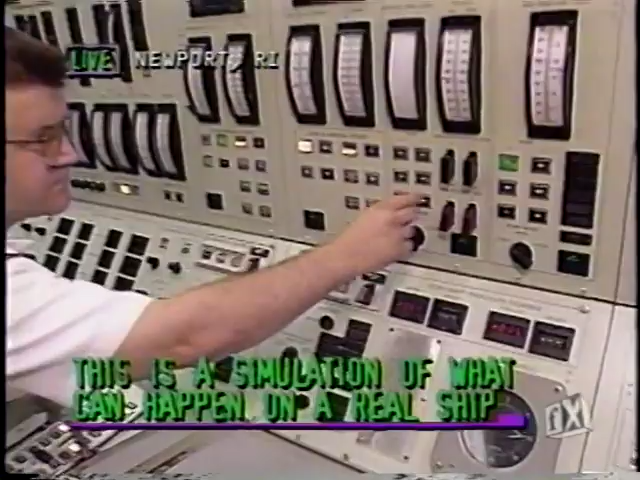 LIVE NEWPORT, RI
THIS IS A SIMULATION OF WHAT
CAN HAPPEN ON A REAL SHIP
fX